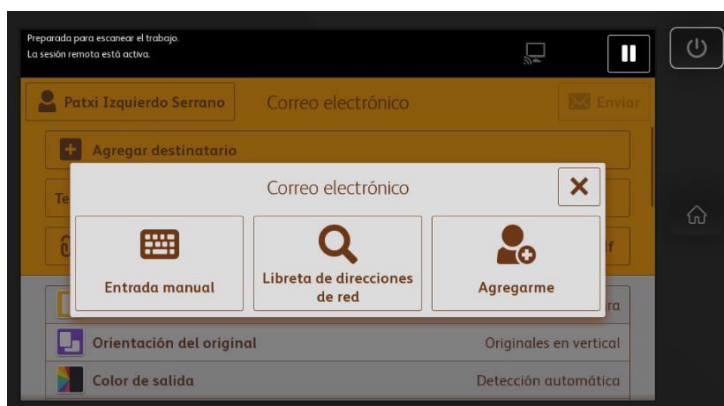 Preparada para escanear el trabajo.
La sesión remota está activa.
Patxi Izquierdo Serrano
Correo electrónico
Enviar
Agregar destinatario
Correo electrónico
Entrada manual
Libreta de direcciones
de red
Agregarme
Orientación del original
Originales en vertical
Color de salida
Detección automática